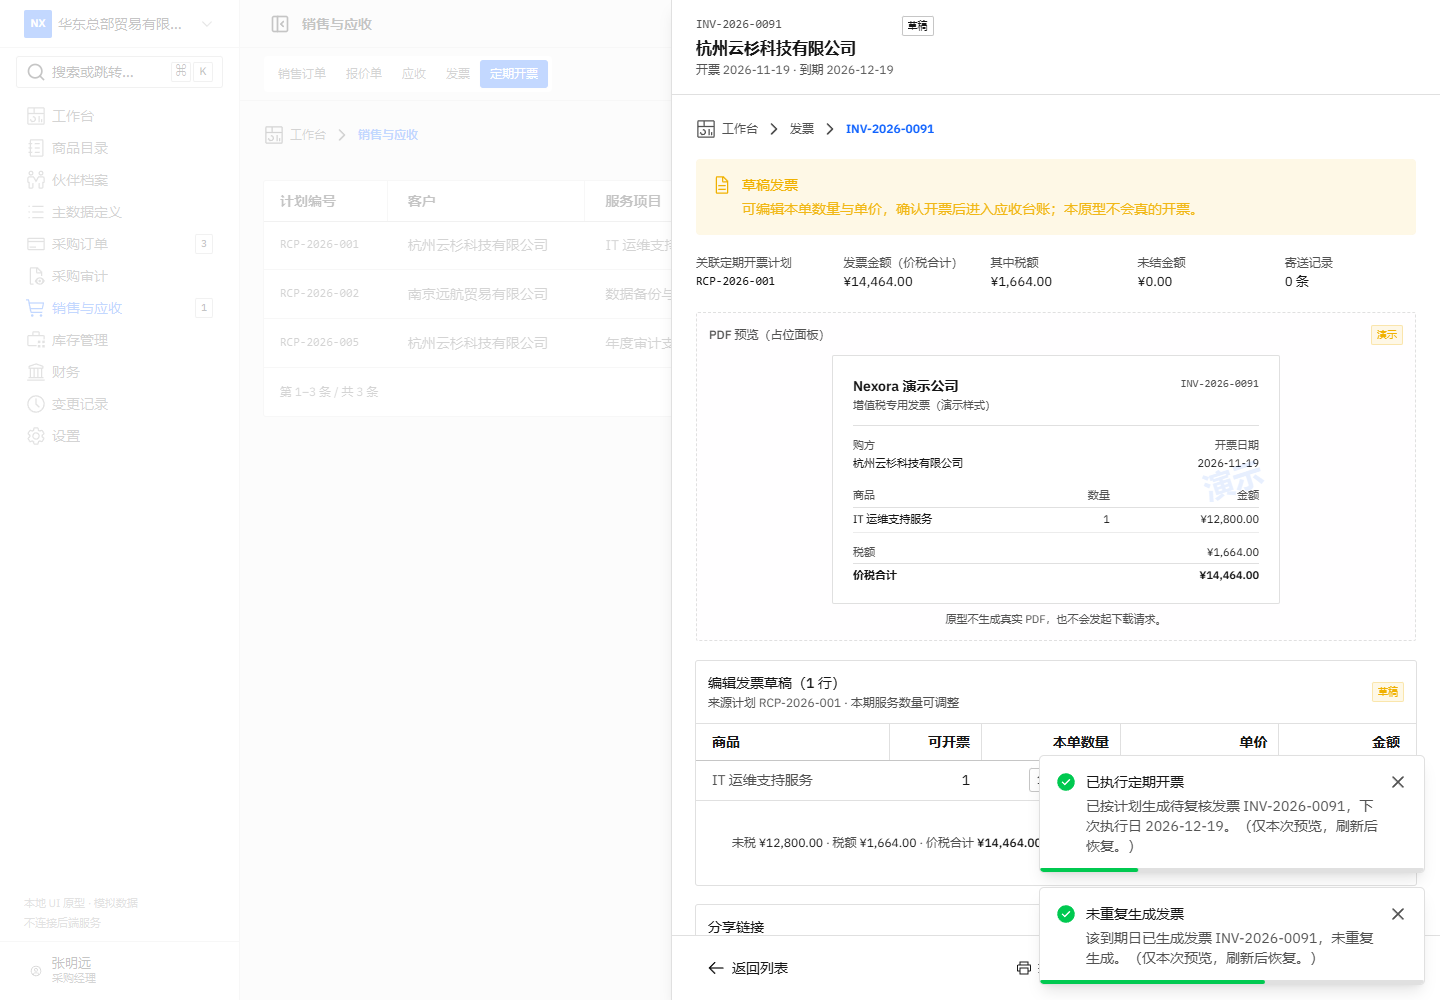 NX 华东总部贸易有限...
搜索或跳转... ⌘ K
工作台
商品目录
伙伴档案
主数据定义
采购订单 3
采购审计
销售与应收 1
库存管理
财务
变更记录
设置
本地 UI 原型 · 模拟数据
不连接后端服务
张明远
采购经理
销售与应收
销售订单 报价单 应收 发票 定期开票
工作台 > 销售与应收
计划编号 客户 服务项目
RCP-2026-001 杭州云杉科技有限公司 IT 运维支持
RCP-2026-002 南京远航贸易有限公司 数据备份与
RCP-2026-005 杭州云杉科技有限公司 年度审计支
第 1–3 条 / 共 3 条
INV-2026-0091 草稿
杭州云杉科技有限公司
开票 2026-11-19 · 到期 2026-12-19
工作台 > 发票 > INV-2026-0091
草稿发票
可编辑本单数量与单价，确认开票后进入应收台账；本原型不会真的开票。
关联定期开票计划 发票金额（价税合计） 其中税额 未结金额 寄送记录
RCP-2026-001 ¥14,464.00 ¥1,664.00 ¥0.00 0 条
PDF 预览（占位面板） 演示
Nexora 演示公司 INV-2026-0091
增值税专用发票（演示样式）
购方 开票日期
杭州云杉科技有限公司 2026-11-19
演示
商品 数量 金额
IT 运维支持服务 1 ¥12,800.00
税额 ¥1,664.00
价税合计 ¥14,464.00
原型不生成真实 PDF，也不会发起下载请求。
编辑发票草稿（1 行） 草稿
来源计划 RCP-2026-001 · 本期服务数量可调整
商品 可开票 本单数量 单价 金额
IT 运维支持服务 1
未税 ¥12,800.00 · 税额 ¥1,664.00 · 价税合计 ¥14,464.00
分享链接
返回列表
已执行定期开票
已按计划生成待复核发票 INV-2026-0091，下
次执行日 2026-12-19。（仅本次预览，刷新后
恢复。）
未重复生成发票
该到期日已生成发票 INV-2026-0091，未重复
生成。（仅本次预览，刷新后恢复。）